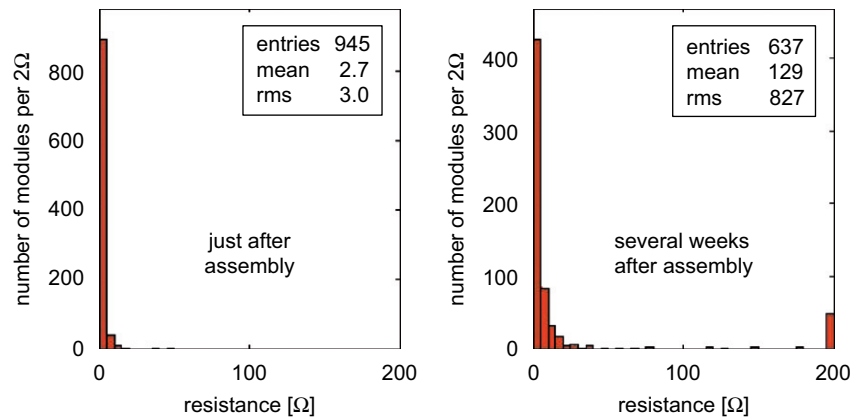 number of modules per 2Ω
800
600
400
200
0
entries 945
mean 2.7
rms 3.0
just after
assembly
0 100 200
resistance [Ω]
number of modules per 2Ω
400
300
200
100
0
entries 637
mean 129
rms 827
several weeks
after assembly
0 100 200
resistance [Ω]